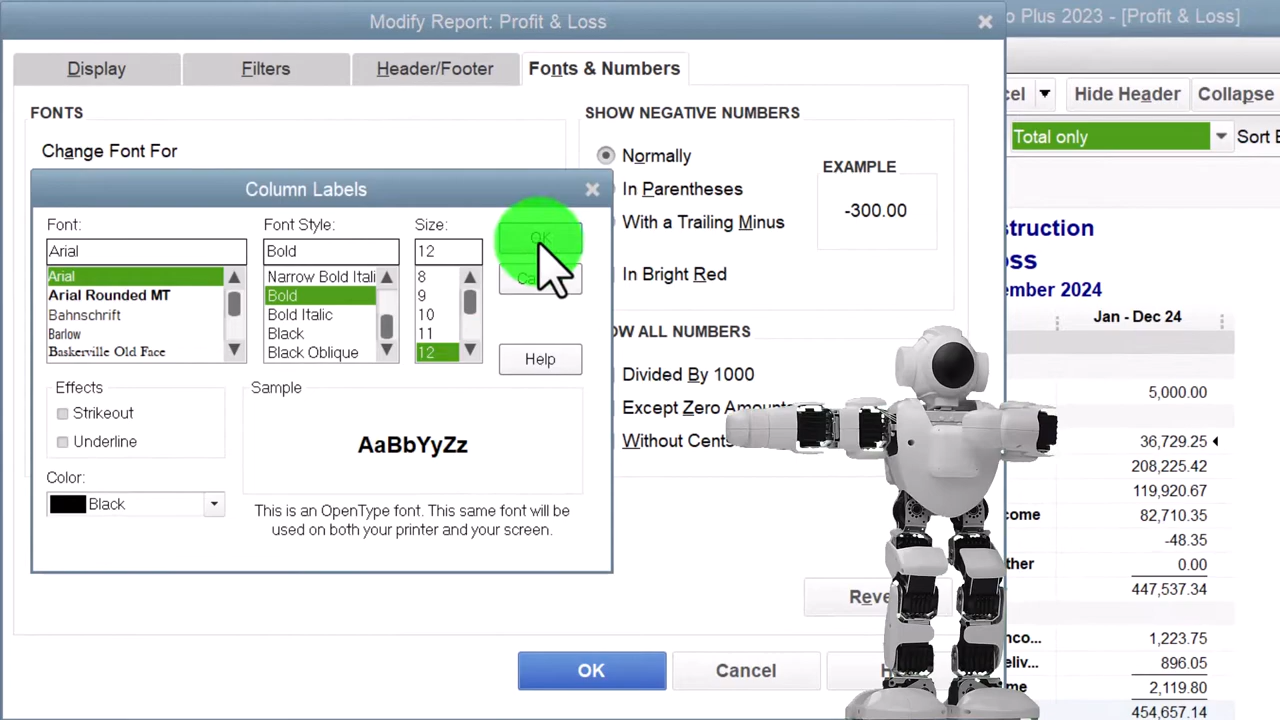 Modify Report: Profit & Loss
o Plus 2023 - [Profit & Loss]
Display
Filters
Header/Footer
Fonts & Numbers
cel
Hide Header
Collapse
Total only
Sort
FONTS
Change Font For
SHOW NEGATIVE NUMBERS
Normally
In Parentheses
With a Trailing Minus
In Bright Red
EXAMPLE
-300.00
OW ALL NUMBERS
Divided By 1000
Except Zero Amounts
Without Cents
Column Labels
Font:
Font Style:
Size:
Arial
Bold
12
OK
Arial
Arial Rounded MT
Bahnschrift
Barlow
Baskerville Old Face
Narrow Bold Itali
Bold
Bold Italic
Black
Black Oblique
8
9
10
11
12
Ca
Help
Effects
Strikeout
Underline
Sample
AaBbYyZz
Color:
Black
This is an OpenType font. This same font will be
used on both your printer and your screen.
Reve
OK
Cancel
H
struction
oss
ember 2024
Jan - Dec 24
5,000.00
36,729.25
208,225.42
119,920.67
come 82,710.35
-48.35
ther 0.00
447,537.34
nco... 1,223.75
eliv... 896.05
me 2,119.80
454,657.14